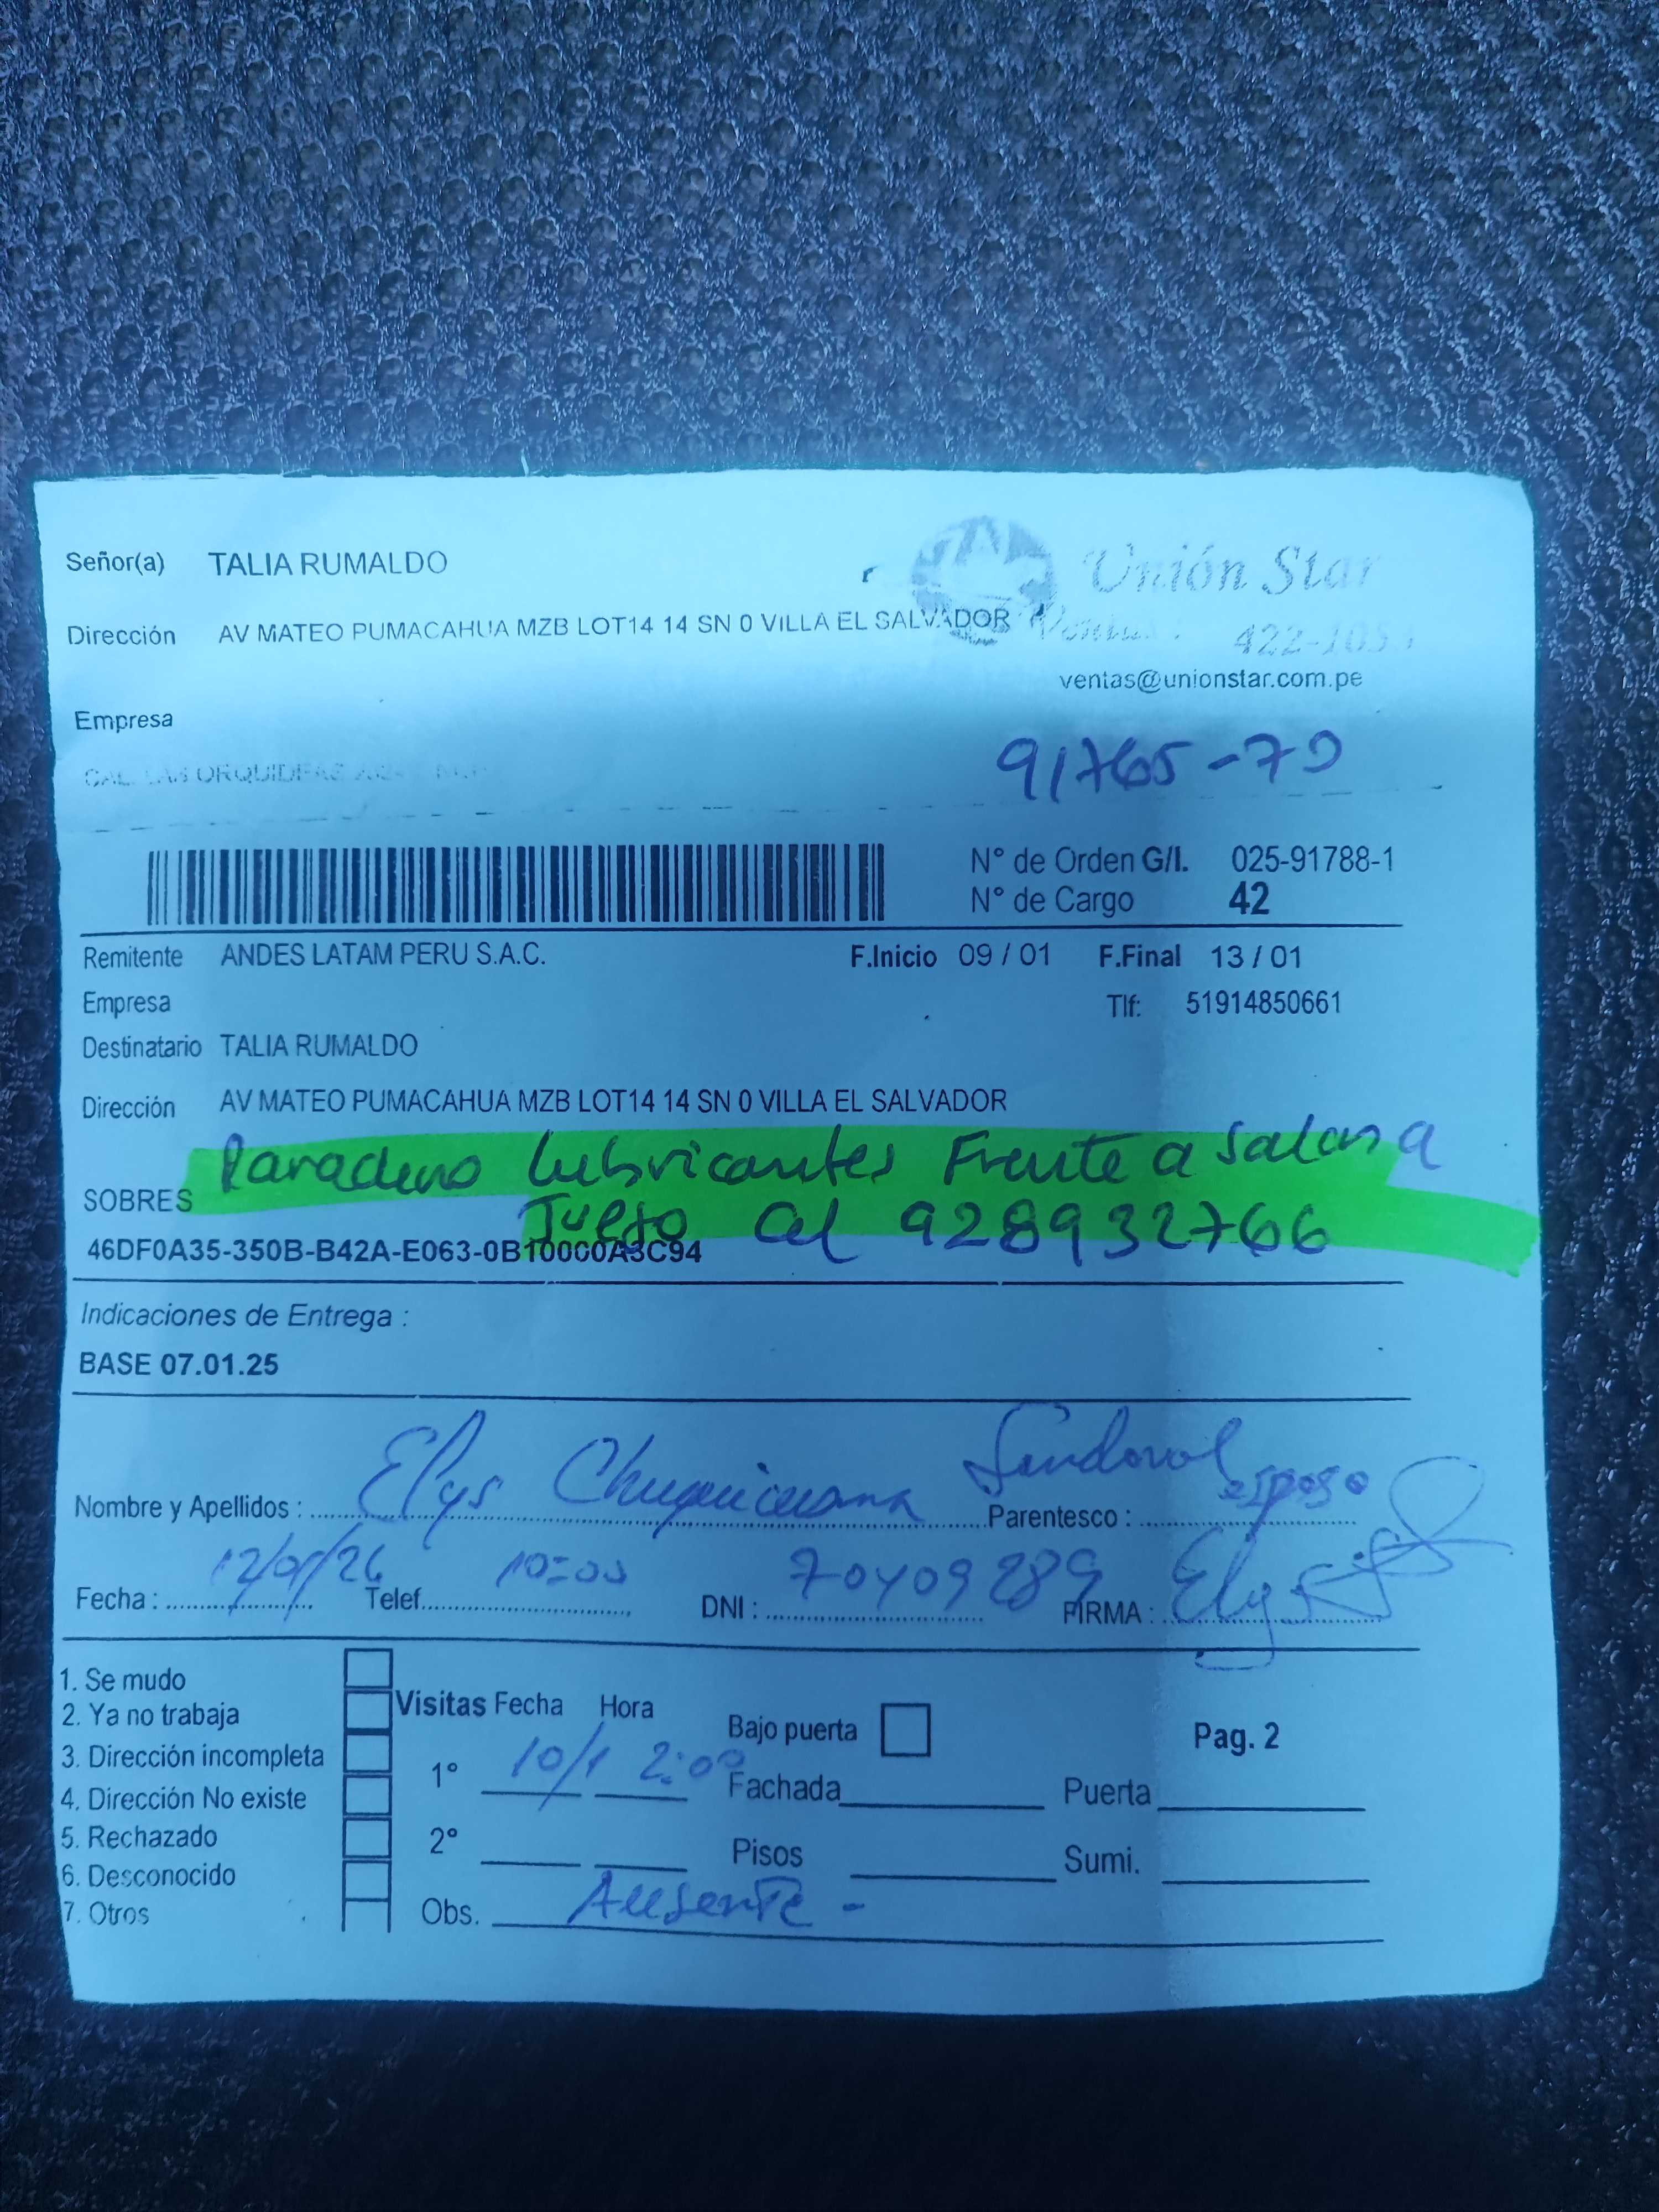 Señor(a) TALIA RUMALDO
Unión Star
Dirección AV MATEO PUMACAHUA MZB LOT14 14 SN 0 VILLA EL SALVADOR
Ventas: 422-105
ventas@unionstar.com.pe
Empresa
ORQUIDEAS
91765-79
N° de Orden G/I. 025-91788-1
N° de Cargo 42
Remitente ANDES LATAM PERU S.A.C. F.Inicio 09 / 01 F.Final 13 / 01
Empresa Tlf: 51914850661
Destinatario TALIA RUMALDO
Dirección AV MATEO PUMACAHUA MZB LOT14 14 SN 0 VILLA EL SALVADOR
Paradero lubricantes Frente a sala a
SOBRES Juego Cel 928932766
46DF0A35-350B-B42A-E063-0B10000A3C94
Indicaciones de Entrega :
BASE 07.01.25
Nombre y Apellidos : Elys Chuquicusma Sandoval Parentesco : esposo
Fecha : 12/01/26 Telef. 10:00 DNI : 70409289 FIRMA : Elys
1. Se mudo
2. Ya no trabaja
3. Dirección incompleta
4. Dirección No existe
5. Rechazado
6. Desconocido
7. Otros
Visitas Fecha Hora
1° 10/1 2:00
2°
Obs. Ausente -
Bajo puerta
Fachada
Pisos
Pag. 2
Puerta
Sumi.